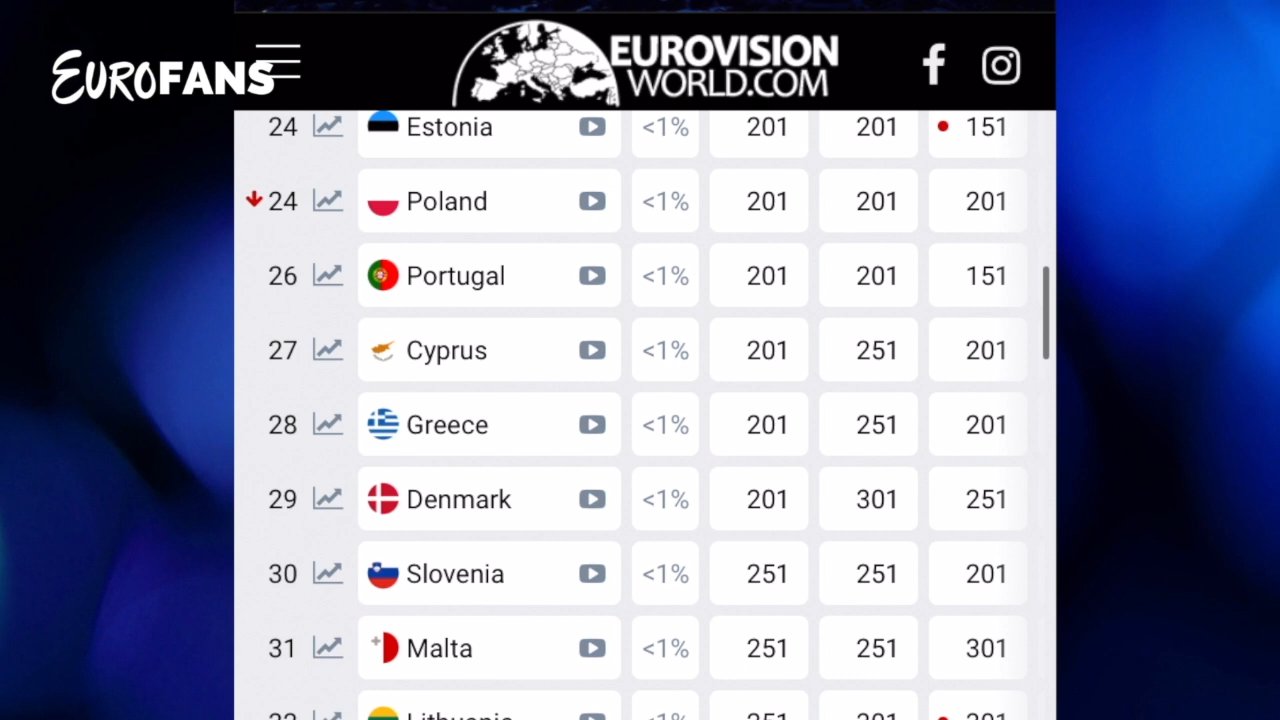 EUROFANS
EUROVISION
WORLD.COM
24 Estonia <1% 201 201 151
24 Poland <1% 201 201 201
26 Portugal <1% 201 201 151
27 Cyprus <1% 201 251 201
28 Greece <1% 201 251 201
29 Denmark <1% 201 301 251
30 Slovenia <1% 251 251 201
31 Malta <1% 251 251 301